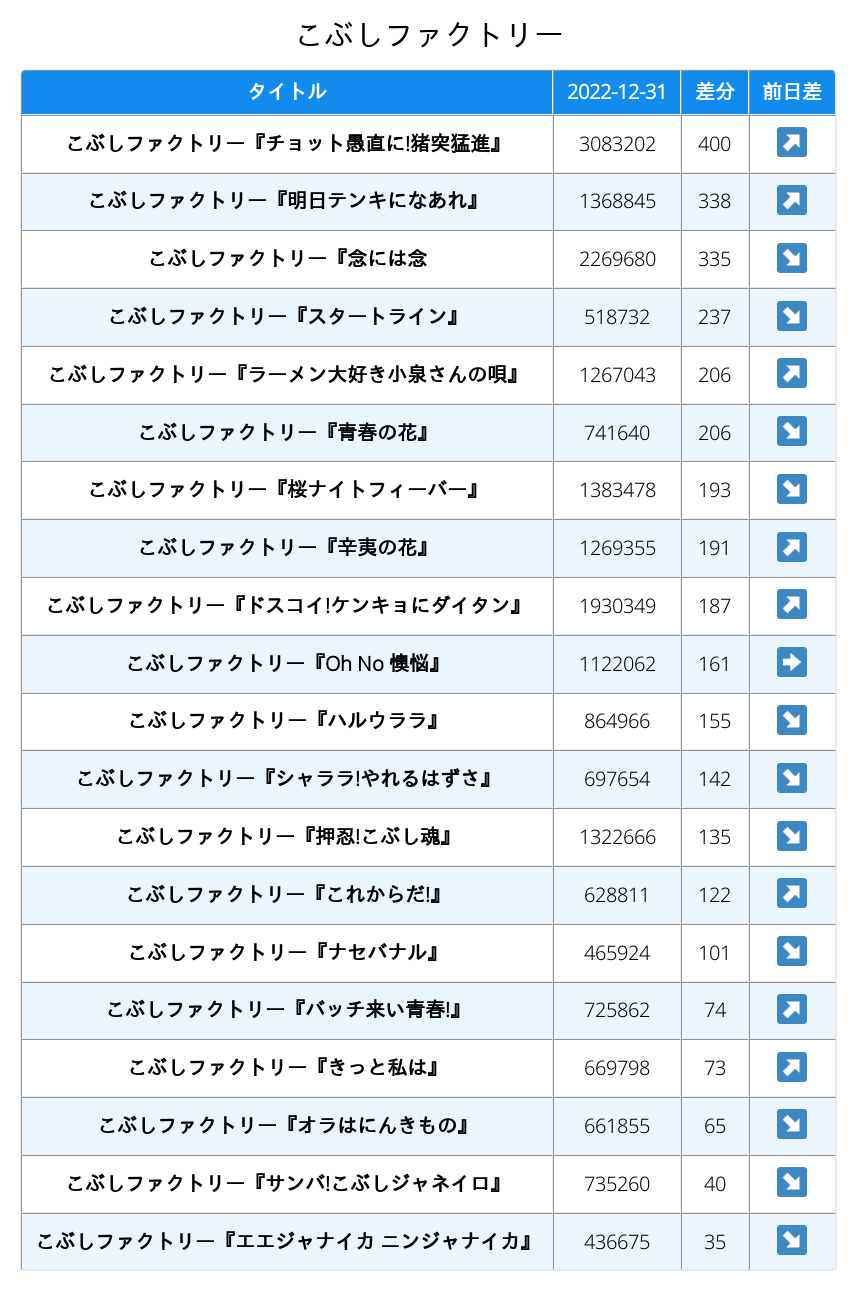 こぶしファクトリー
タイトル 2022-12-31 差分 前日差
こぶしファクトリー『チョット愚直に!猪突猛進』 3083202 400 ↗
こぶしファクトリー『明日テンキになあれ』 1368845 338 ↗
こぶしファクトリー『念には念 2269680 335 ↘
こぶしファクトリー『スタートライン』 518732 237 ↘
こぶしファクトリー『ラーメン大好き小泉さんの唄』 1267043 206 ↗
こぶしファクトリー『青春の花』 741640 206 ↘
こぶしファクトリー『桜ナイトフィーバー』 1383478 193 ↘
こぶしファクトリー『辛夷の花』 1269355 191 ↗
こぶしファクトリー『ドスコイ!ケンキョにダイタン』 1930349 187 ↗
こぶしファクトリー『Oh No 懊悩』 1122062 161 ➡
こぶしファクトリー『ハルウララ』 864966 155 ↘
こぶしファクトリー『シャララ!やれるはずさ』 697654 142 ↘
こぶしファクトリー『押忍!こぶし魂』 1322666 135 ↘
こぶしファクトリー『これからだ!』 628811 122 ↗
こぶしファクトリー『ナセバナル』 465924 101 ↘
こぶしファクトリー『バッチ来い青春!』 725862 74 ↗
こぶしファクトリー『きっと私は』 669798 73 ↗
こぶしファクトリー『オラはにんきもの』 661855 65 ↘
こぶしファクトリー『サンバ!こぶしジャネイロ』 735260 40 ↘
こぶしファクトリー『エエジャナイカ ニンジャナイカ』 436675 35 ↘